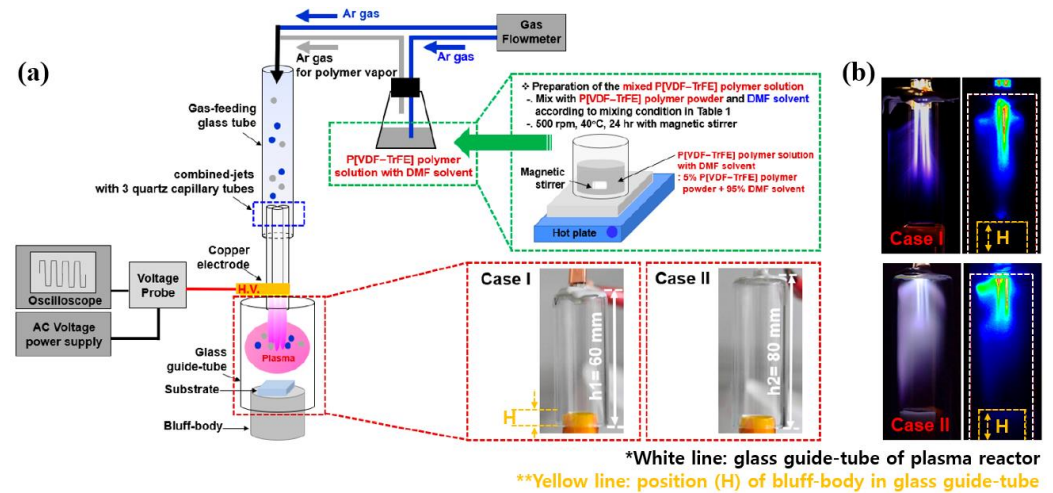 (a)
Ar gas
Gas
Flowmeter
Ar gas
for polymer vapor
Ar gas
Gas-feeding
glass tube
P[VDF–TrFE] polymer
solution with DMF solvent
❖ Preparation of the mixed P[VDF–TrFE] polymer solution
-. Mix with P[VDF–TrFE] polymer powder and DMF solvent
according to mixing condition in Table 1
-. 500 rpm, 40°C, 24 hr with magnetic stirrer
Magnetic
stirrer
P[VDF–TrFE] polymer solution
with DMF solvent
: 5% P[VDF–TrFE] polymer
powder + 95% DMF solvent
Hot plate
combined-jets
with 3 quartz capillary tubes
Copper
electrode
H.V.
Oscilloscope
Voltage
Probe
AC Voltage
power supply
Plasma
Glass
guide-tube
Substrate
Bluff-body
Case I
h1= 60 mm
H
Case II
h2= 80 mm
(b)
Case I
H
Case II
H
*White line: glass guide-tube of plasma reactor
**Yellow line: position (H) of bluff-body in glass guide-tube